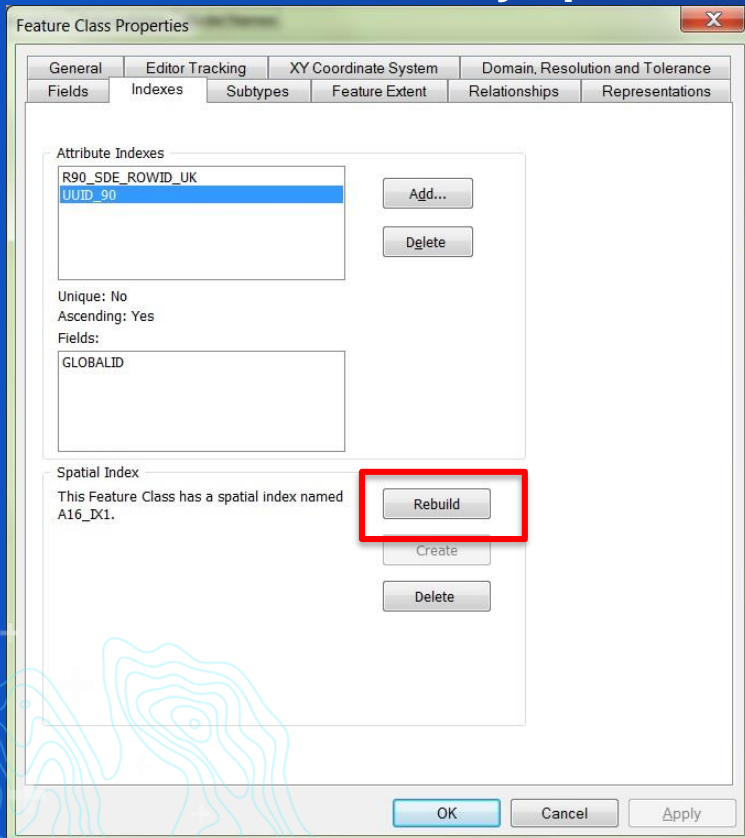 Feature Class Properties
X
General Editor Tracking XY Coordinate System Domain, Resolution and Tolerance
Fields Indexes Subtypes Feature Extent Relationships Representations
Attribute Indexes
R90_SDE_ROWID_UK
UUID_90
Add...
Delete
Unique: No
Ascending: Yes
Fields:
GLOBALID
Spatial Index
This Feature Class has a spatial index named
A16_IX1.
Rebuild
Create
Delete
OK Cancel Apply